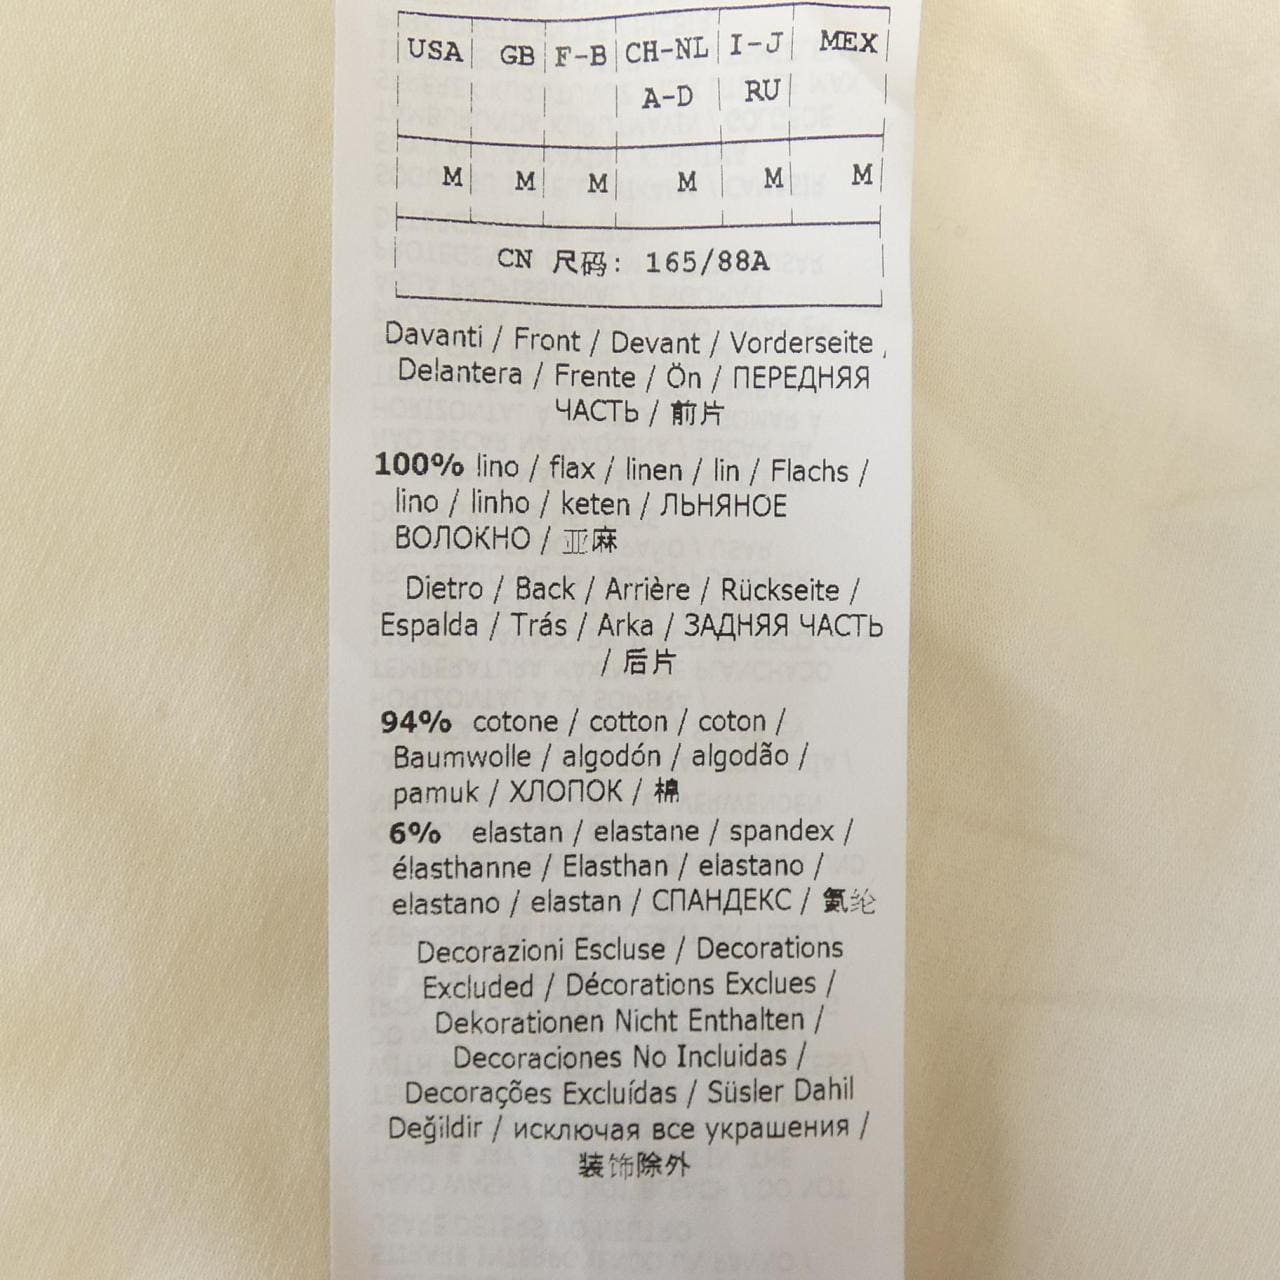 USA GB F-B CH-NL I-J MEX
A-D RU
M M M M M M
CN 尺码: 165/88A
Davanti / Front / Devant / Vorderseite /
Delantera / Frente / Ön / ПЕРЕДНЯЯ
ЧАСТЬ / 前片
100% lino / flax / linen / lin / Flachs /
lino / linho / keten / ЛЬНЯНОЕ
ВОЛОКНО / 亚麻
Dietro / Back / Arrière / Rückseite /
Espalda / Trás / Arka / ЗАДНЯЯ ЧАСТЬ
/ 后片
94% cotone / cotton / coton /
Baumwolle / algodón / algodão /
pamuk / ХЛОПОК / 棉
6% elastan / elastane / spandex /
élasthanne / Elasthan / elastano /
elastano / elastan / СПАНДЕКС / 氨纶
Decorazioni Escluse / Decorations
Excluded / Décorations Exclues /
Dekorationen Nicht Enthalten /
Decoraciones No Incluidas /
Decorações Excluídas / Süsler Dahil
Değildir / исключая все украшения /
装饰除外